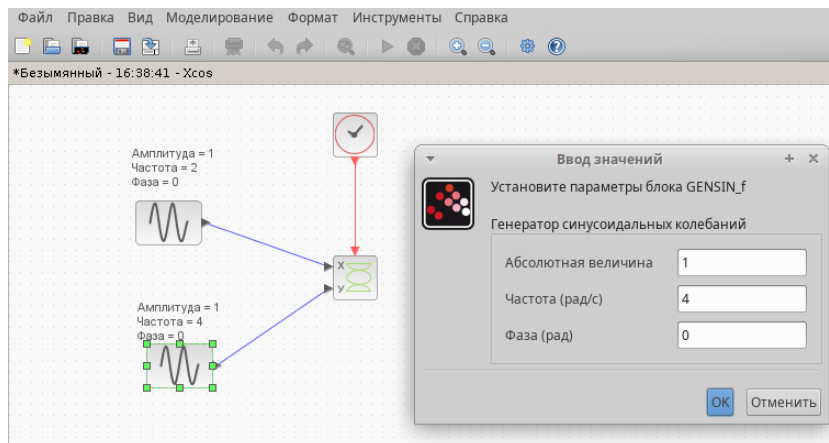 Файл Правка Вид Моделирование Формат Инструменты Справка
*Безымянный - 16:38:41 - Xcos
Амплитуда = 1
Частота = 2
Фаза = 0
X
y
Амплитуда = 1
Частота = 4
Фаза = 0
Ввод значений
Установите параметры блока GENSIN_f
Генератор синусоидальных колебаний
Абсолютная величина 1
Частота (рад/с) 4
Фаза (рад) 0
OK Отменить